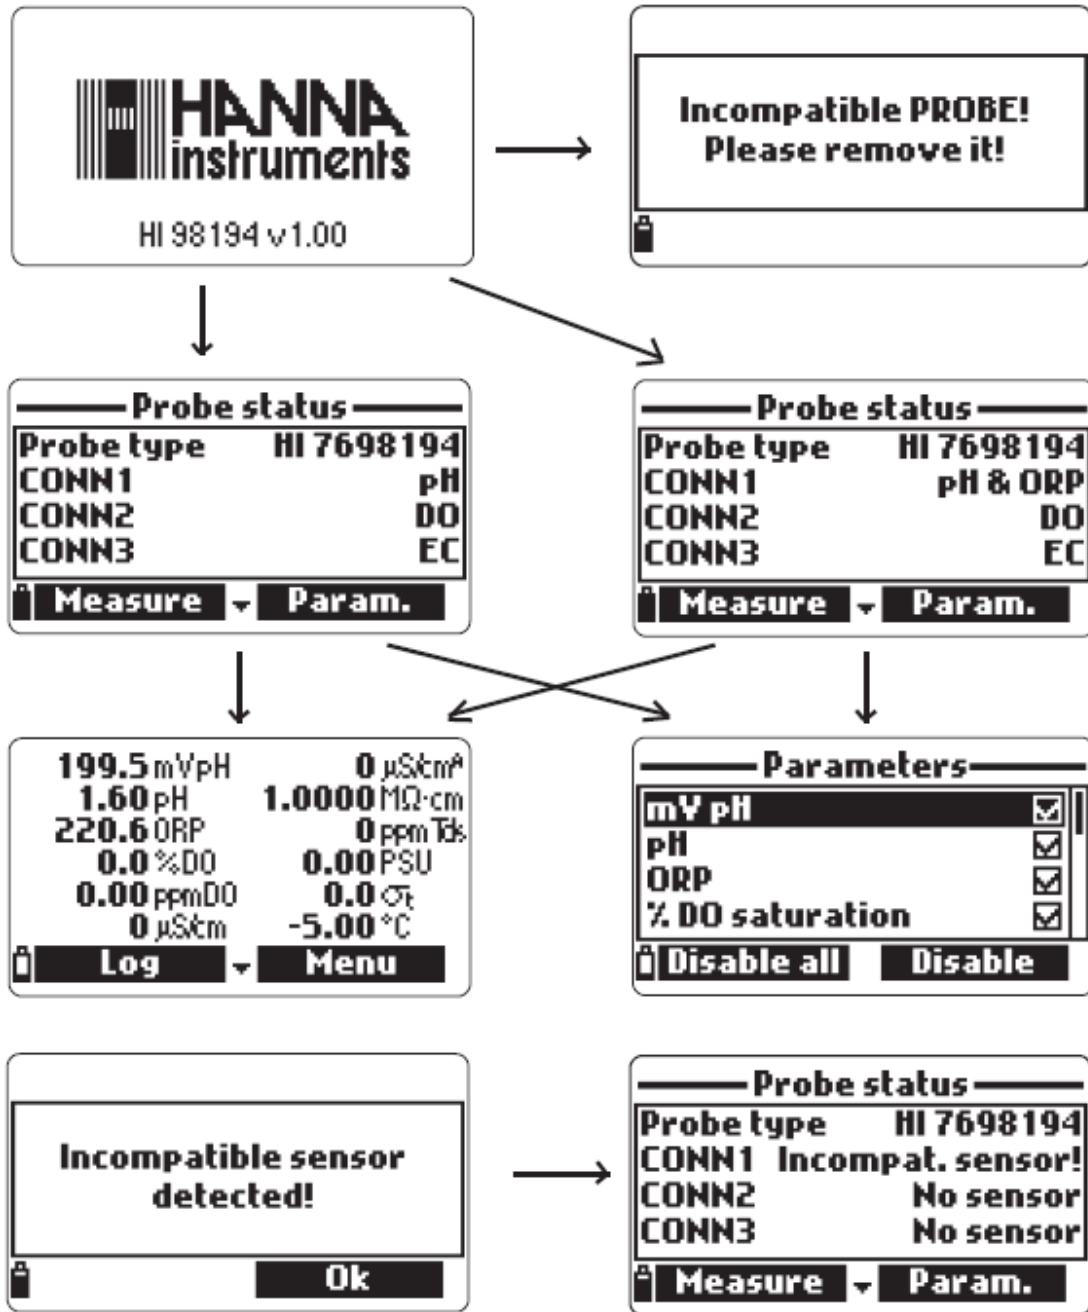 HANNA
instruments
HI 98194 v1.00
Incompatible PROBE!
Please remove it!
Probe status
Probe type HI 7698194
CONN1 pH
CONN2 DO
CONN3 EC
Measure Param.
Probe status
Probe type HI 7698194
CONN1 pH & ORP
CONN2 DO
CONN3 EC
Measure Param.
199.5 mVpH 0 µS/cmᴬ
1.60 pH 1.0000 MΩ·cm
220.6 ORP 0 ppm Tds
0.0 %DO 0.00 PSU
0.00 ppmDO 0.0 σt
0 µS/cm -5.00 °C
Log Menu
Parameters
mV pH
pH
ORP
% DO saturation
Disable all Disable
Incompatible sensor
detected!
Ok
Probe status
Probe type HI 7698194
CONN1 Incompat. sensor!
CONN2 No sensor
CONN3 No sensor
Measure Param.